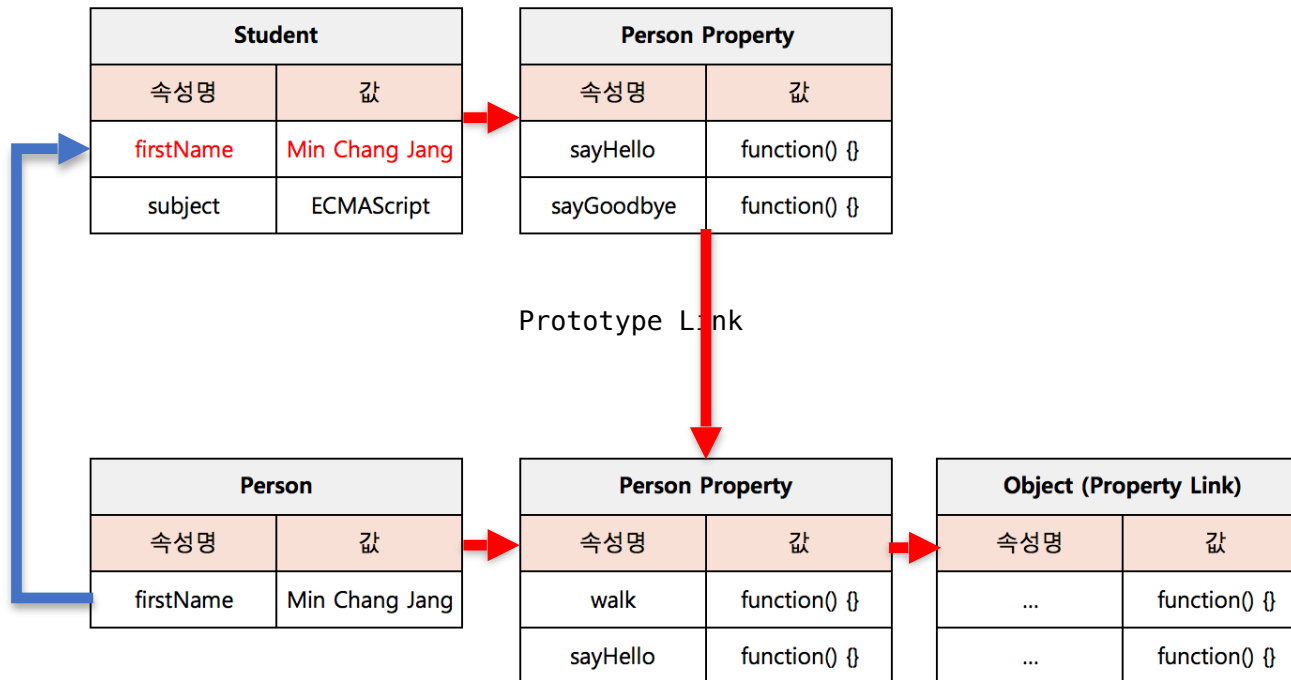 Student
속성명 값
firstName Min Chang Jang
subject ECMAScript
Person Property
속성명 값
sayHello function() {}
sayGoodbye function() {}
Prototype Link
Person
속성명 값
firstName Min Chang Jang
Person Property
속성명 값
walk function() {}
sayHello function() {}
Object (Property Link)
속성명 값
... function() {}
... function() {}